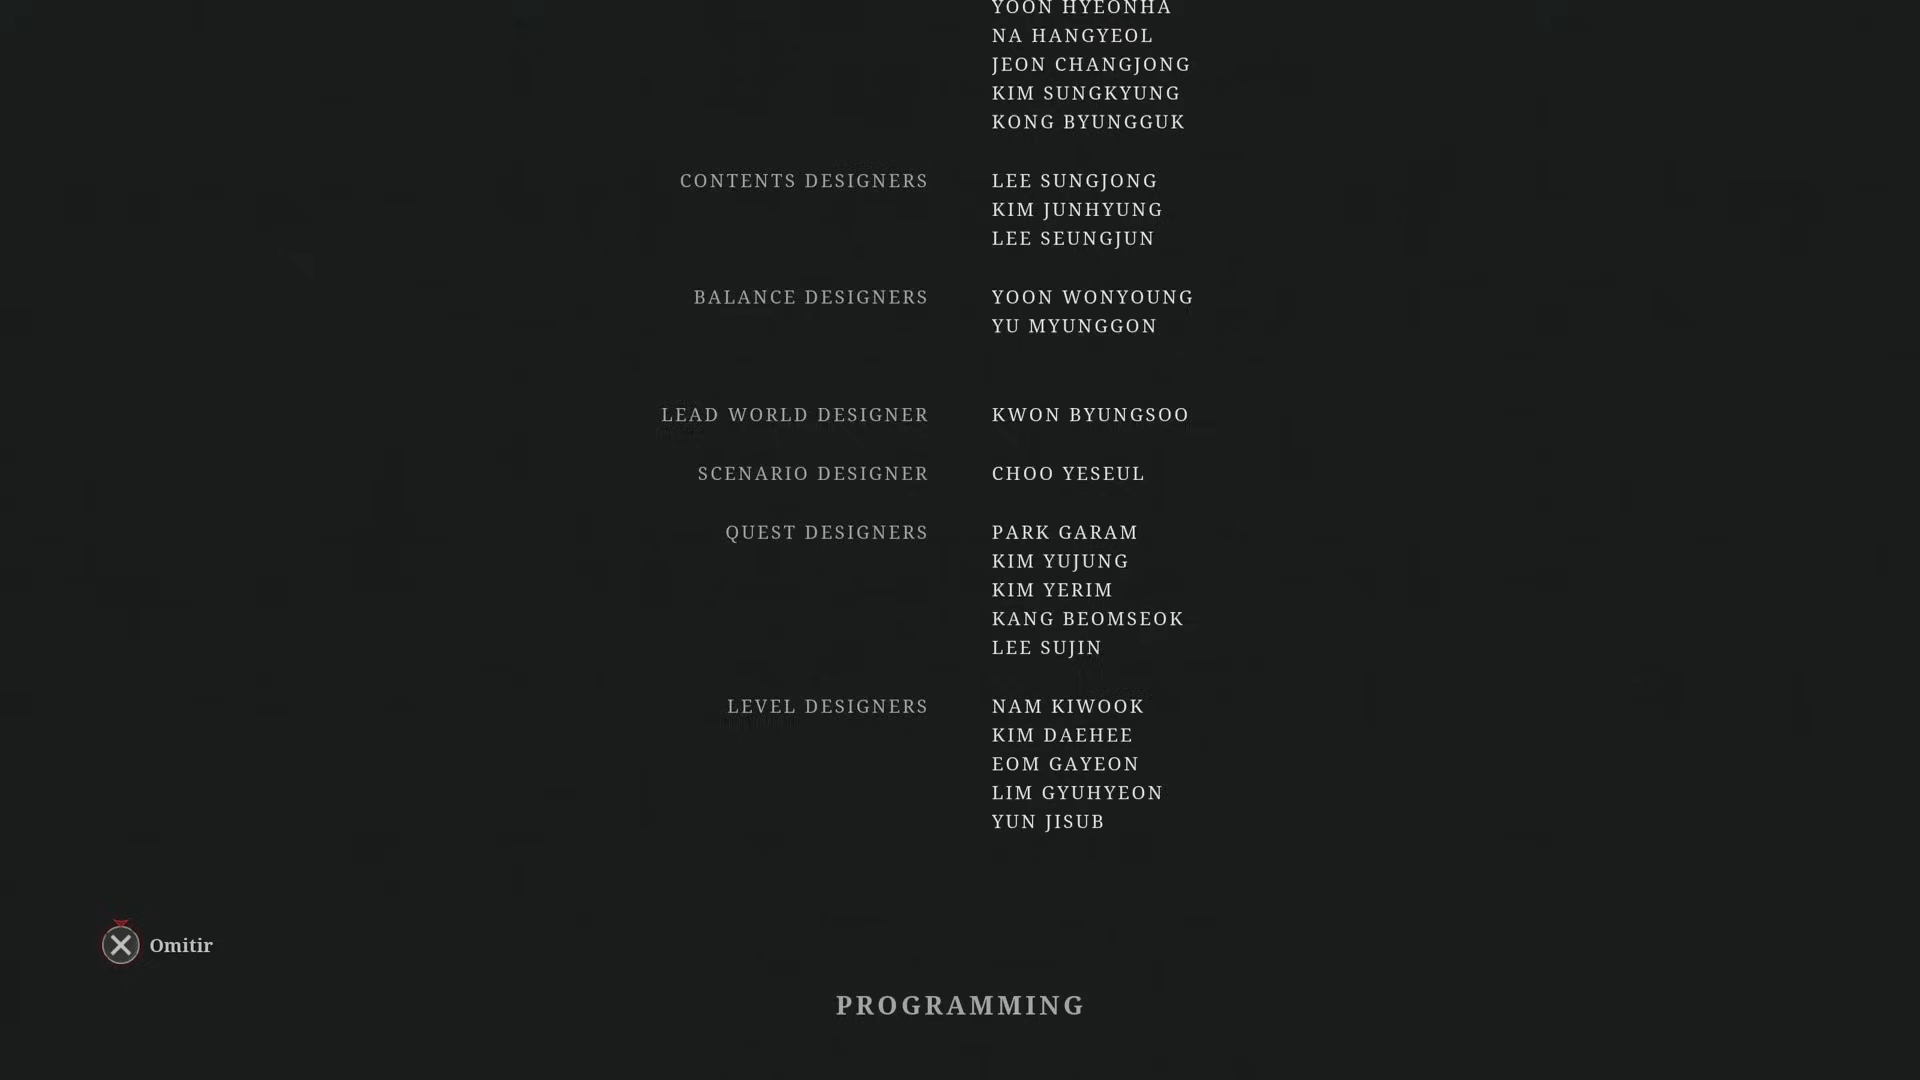 YOON HYEONHA
NA HANGYEOL
JEON CHANGJONG
KIM SUNGKYUNG
KONG BYUNGGUK
CONTENTS DESIGNERS LEE SUNGJONG
KIM JUNHYUNG
LEE SEUNGJUN
BALANCE DESIGNERS YOON WONYOUNG
YU MYUNGGON
LEAD WORLD DESIGNER KWON BYUNGSOO
SCENARIO DESIGNER CHOO YESEUL
QUEST DESIGNERS PARK GARAM
KIM YUJUNG
KIM YERIM
KANG BEOMSEOK
LEE SUJIN
LEVEL DESIGNERS NAM KIWOOK
KIM DAEHEE
EOM GAYEON
LIM GYUHYEON
YUN JISUB
Omitir
PROGRAMMING